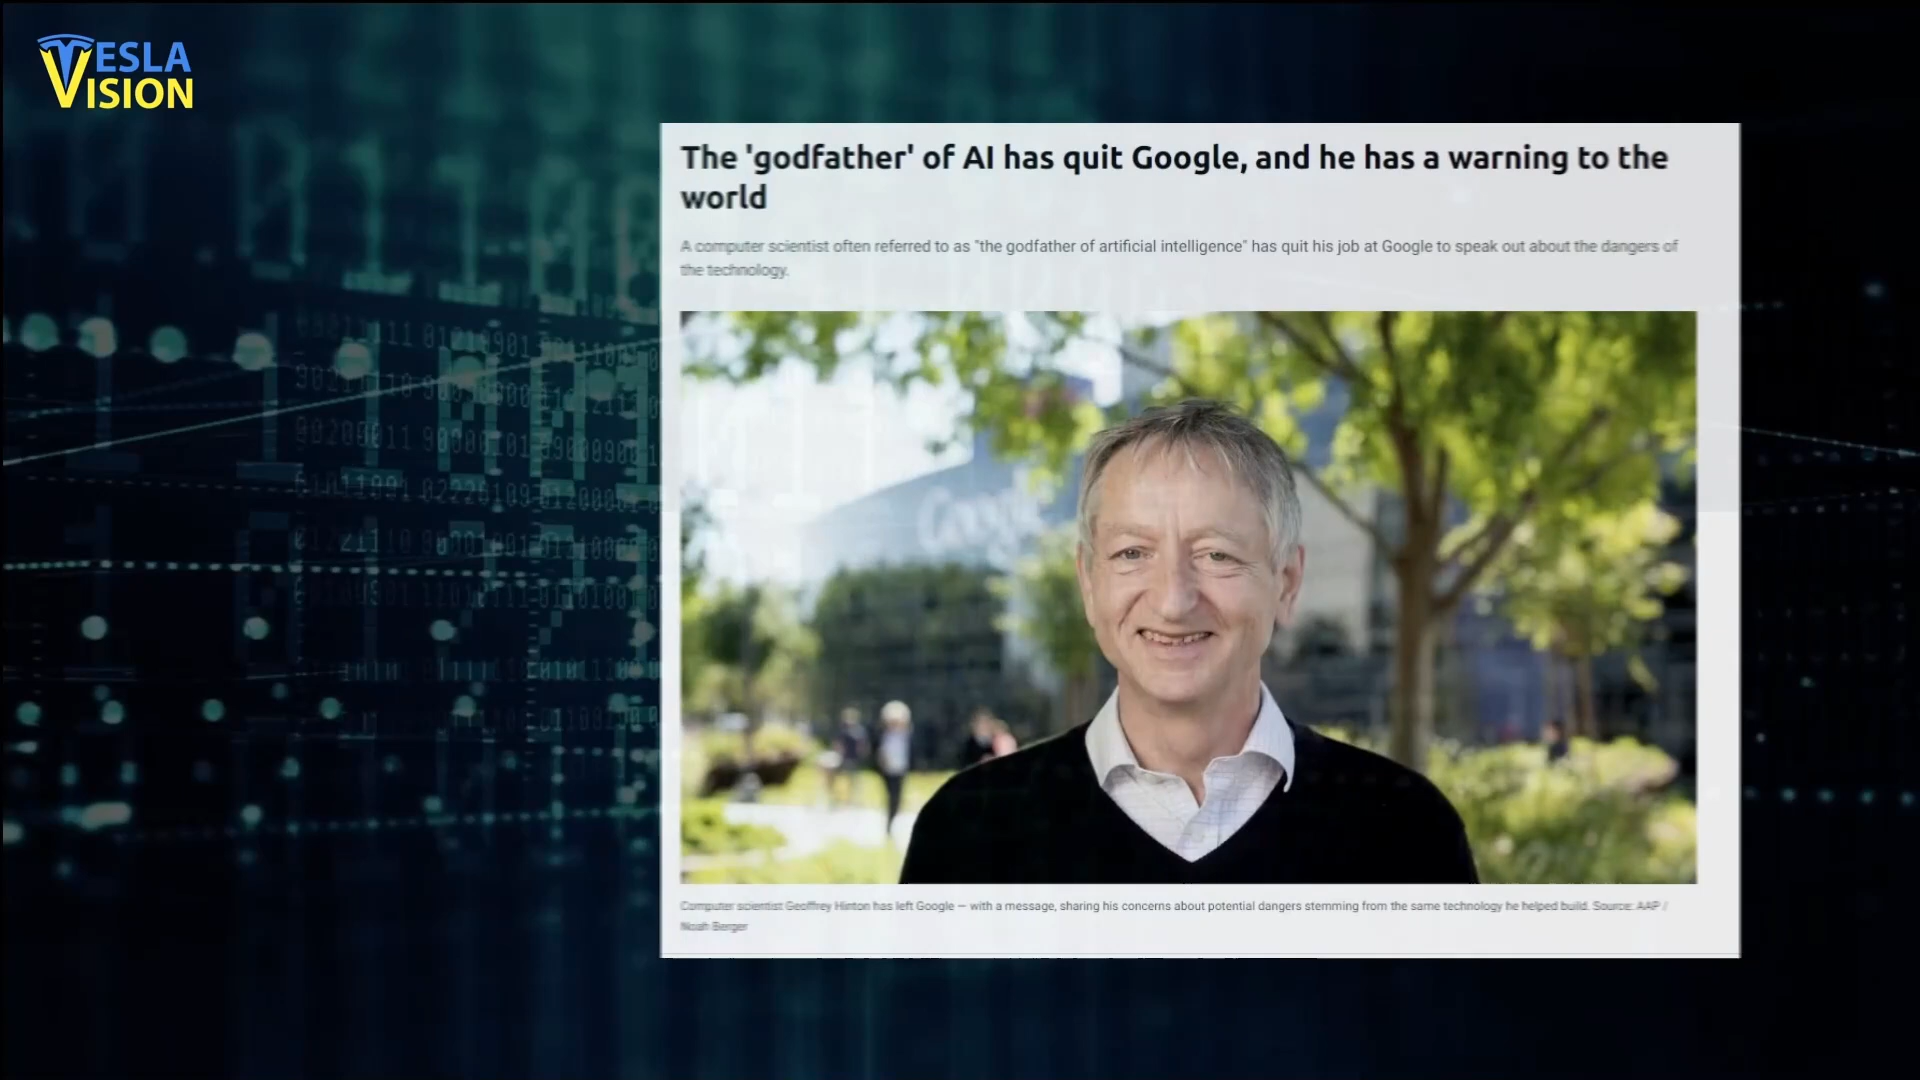 TESLA
VISION
The 'godfather' of AI has quit Google, and he has a warning to the
world
A computer scientist often referred to as "the godfather of artificial intelligence" has quit his job at Google to speak out about the dangers of
the technology.
Google
Computer scientist Geoffrey Hinton has left Google — with a message, sharing his concerns about potential dangers stemming from the same technology he helped build. Source: AAP /
Noah Berger